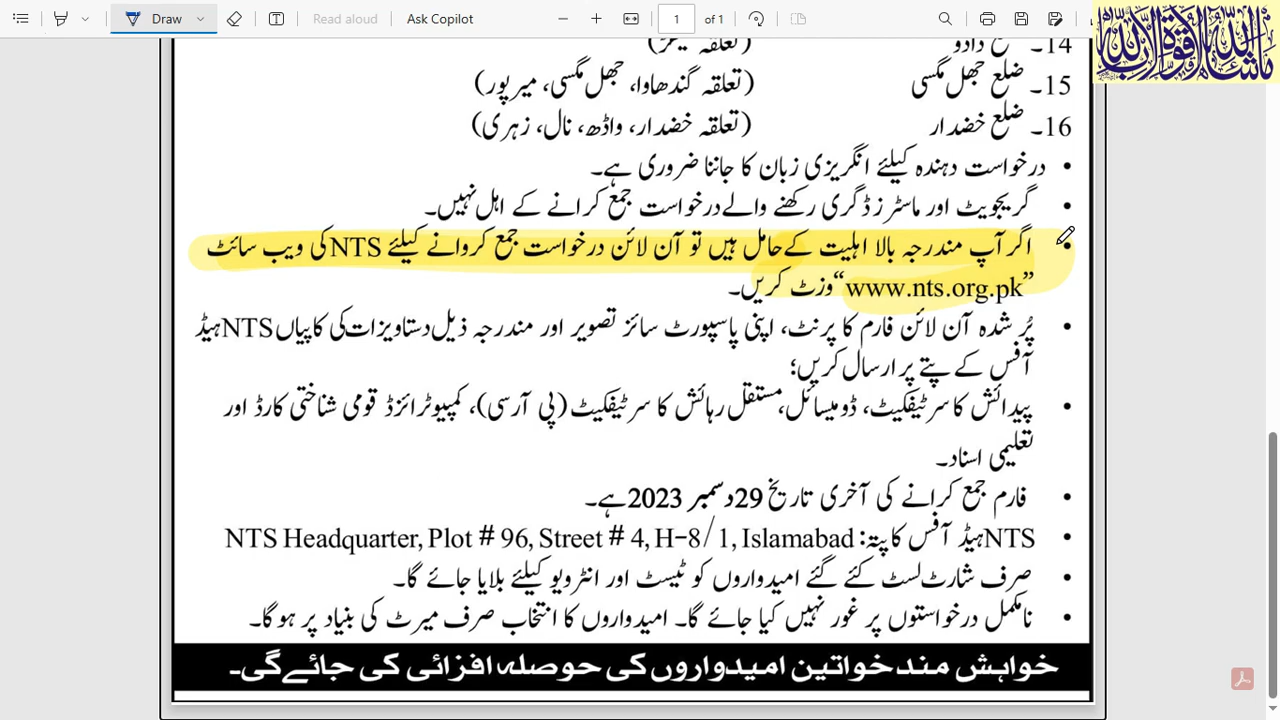 Draw
Read aloud
Ask Copilot
1
of 1
ماشاءاللہ لاقوۃ الا باللہ
14۔ ضلع دادو
15۔ ضلع جھل مگسی (تعلقہ گنداوا، جھل مگسی، میرپور)
16۔ ضلع خضدار (تعلقہ خضدار، واڈھ، نال، زہری)
• درخواست دہندہ کیلئے انگریزی زبان کا جاننا ضروری ہے۔
• گریجویٹ اور ماسٹرز ڈگری رکھنے والے درخواست جمع کرانے کے اہل نہیں۔
• اگر آپ مندرجہ بالا اہلیت کے حامل ہیں تو آن لائن درخواست جمع کروانے کیلئے NTS کی ویب سائٹ
”www.nts.org.pk“ وزٹ کریں۔
• پُر شدہ آن لائن فارم کا پرنٹ، اپنی پاسپورٹ سائز تصویر اور مندرجہ ذیل دستاویزات کی کاپیاں NTS ہیڈ
آفس کے پتے پر ارسال کریں؛
• پیدائش کا سرٹیفکیٹ، ڈومیسائل، مستقل رہائش کا سرٹیفکیٹ (پی آر سی)، کمپیوٹرائزڈ قومی شناختی کارڈ اور
تعلیمی اسناد۔
• فارم جمع کرانے کی آخری تاریخ 29 دسمبر 2023 ہے۔
• NTS ہیڈ آفس کا پتہ: NTS Headquarter, Plot # 96, Street # 4, H-8/1, Islamabad
• صرف شارٹ لسٹ کئے گئے امیدواروں کو ٹیسٹ اور انٹرویو کیلئے بلایا جائے گا۔
• نامکمل درخواستوں پر غور نہیں کیا جائے گا۔ امیدواروں کا انتخاب صرف میرٹ کی بنیاد پر ہوگا۔
خواہش مند خواتین امیدواروں کی حوصلہ افزائی کی جائے گی۔